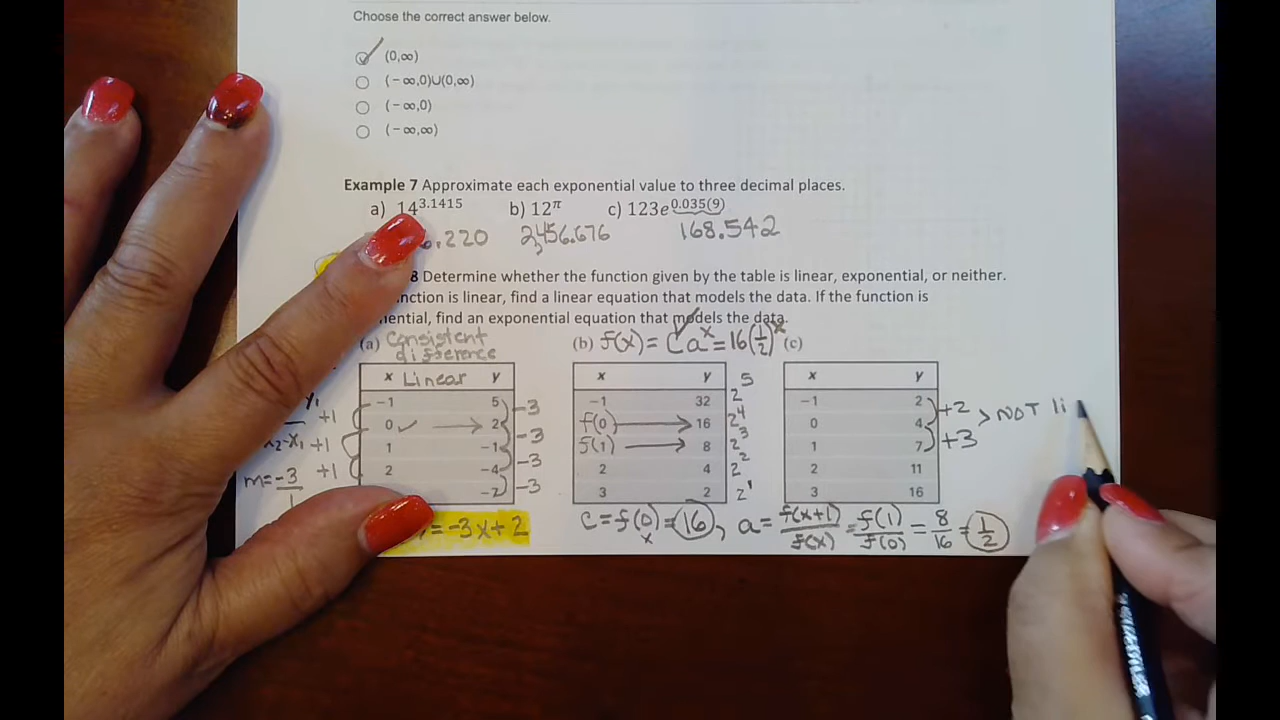 Choose the correct answer below.
(0,∞)
(-∞,0)∪(0,∞)
(-∞,0)
(-∞,∞)
Example 7 Approximate each exponential value to three decimal places.
a) 14^3.1415 b) 12^π c) 123e^0.035(9)
.220 2,456.676 168.542
8 Determine whether the function given by the table is linear, exponential, or neither.
nction is linear, find a linear equation that models the data. If the function is
nential, find an exponential equation that models the data.
(a) Consistent difference
x Linear y
-1 5
0 2
1 -1
2 -4
-2
+1
+1
+1
-3
-3
-3
-3
x₂-x₁
m=-3/1
= -3x+2
(b) f(x) = Ca^x = 16(1/2)^x
x y
-1 32 2^5
f(0) 16 2^4
f(1) 8 2^3
2 4 2^2
3 2 2^1
C = f(0) = 16, a = f(x+1)/f(x) = f(1)/f(0) = 8/16 = 1/2
x
(c)
x y
-1 2
0 4
1 7
2 11
3 16
+2
+3
> NOT li